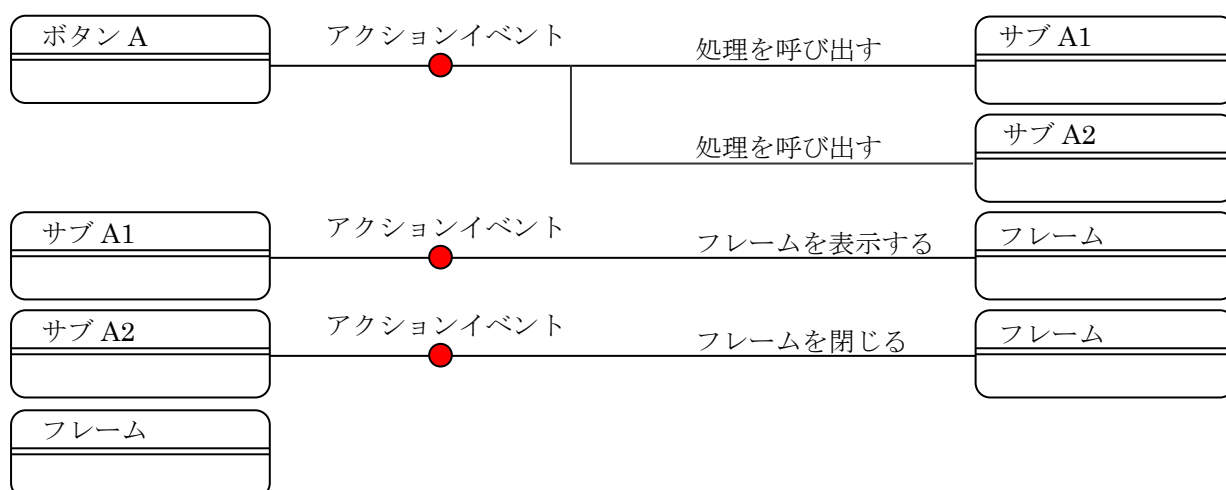 ボタン A
アクションイベント
処理を呼び出す
サブ A1
処理を呼び出す
サブ A2
サブ A1
アクションイベント
フレームを表示する
フレーム
サブ A2
アクションイベント
フレームを閉じる
フレーム
フレーム